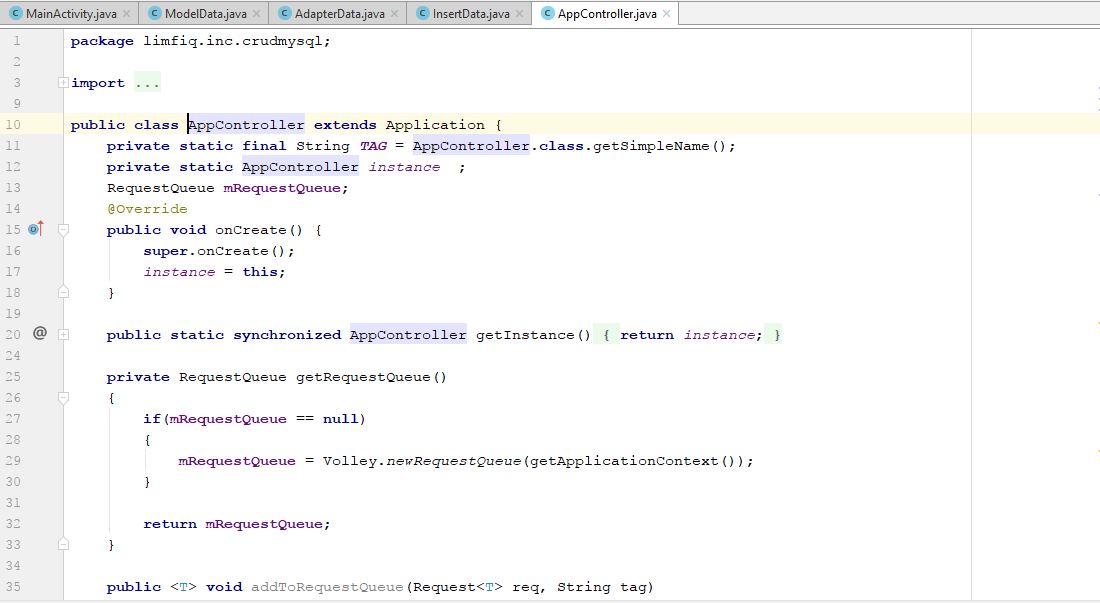 MainActivity.java ModelData.java AdapterData.java InsertData.java AppController.java
1 package limfiq.inc.crudmysql;
2
3 import ...
9
10 public class AppController extends Application {
11 private static final String TAG = AppController.class.getSimpleName();
12 private static AppController instance ;
13 RequestQueue mRequestQueue;
14 @Override
15 public void onCreate() {
16 super.onCreate();
17 instance = this;
18 }
19
20 @ public static synchronized AppController getInstance() { return instance; }
24
25 private RequestQueue getRequestQueue()
26 {
27 if(mRequestQueue == null)
28 {
29 mRequestQueue = Volley.newRequestQueue(getApplicationContext());
30 }
31
32 return mRequestQueue;
33 }
34
35 public <T> void addToRequestQueue(Request<T> req, String tag)